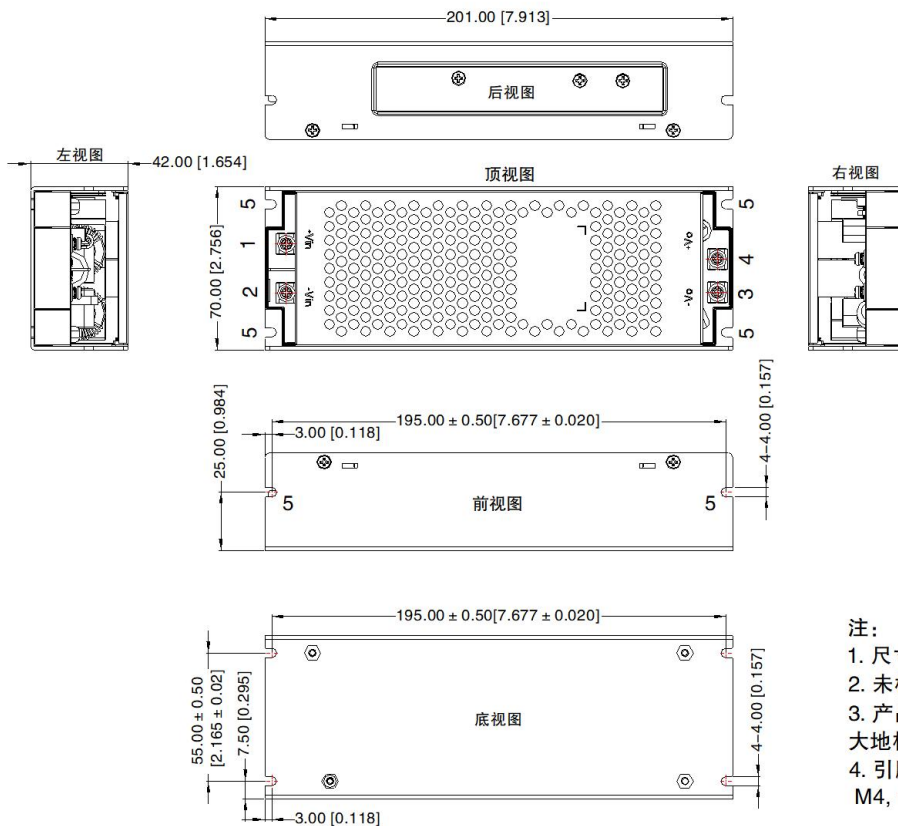 201.00 [7.913]
后视图
左视图
42.00 [1.654]
顶视图
右视图
70.00 [2.756]
5
1
2
5
+Vin
-Vin
+Vo
-Vo
5
4
3
5
195.00 ± 0.50[7.677 ± 0.020]
3.00 [0.118]
25.00 [0.984]
4-4.00 [0.157]
5
前视图
5
195.00 ± 0.50[7.677 ± 0.020]
55.00 ± 0.50
[2.165 ± 0.02]
7.50 [0.295]
底视图
4-4.00 [0.157]
3.00 [0.118]
注：
1. 尺
2. 未
3. 产
大地
4. 引
M4,